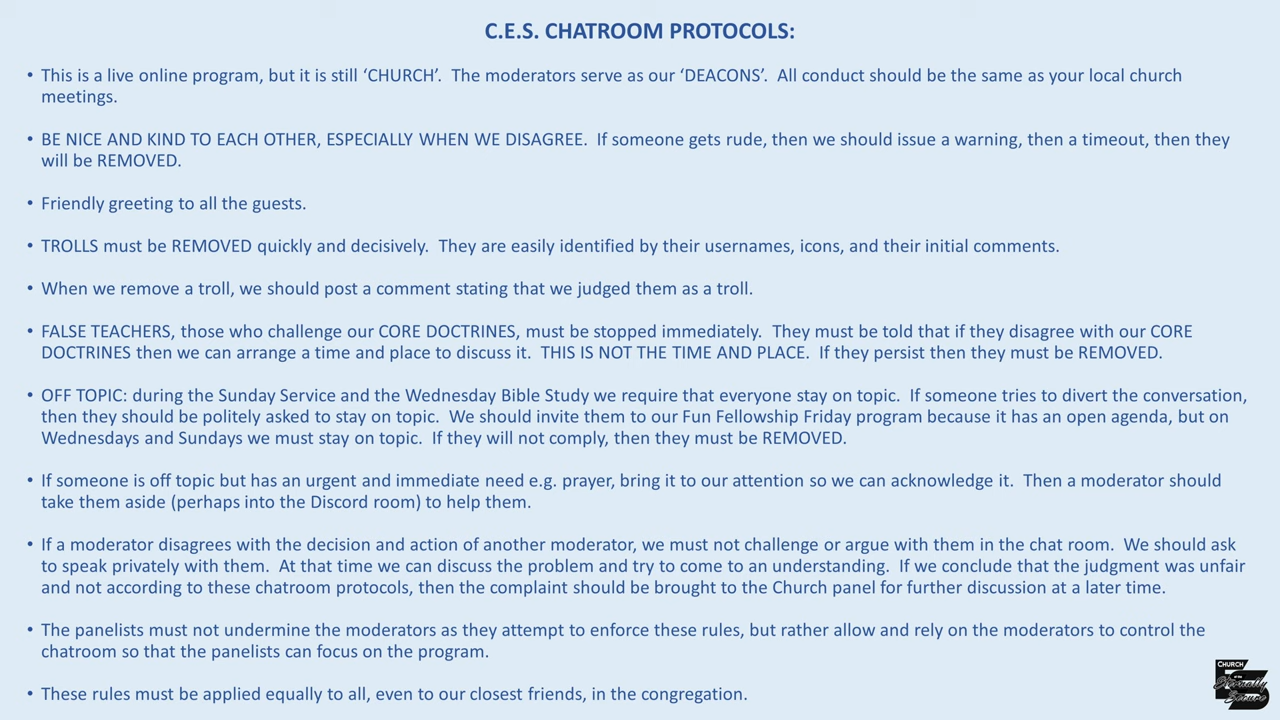 C.E.S. CHATROOM PROTOCOLS:
• This is a live online program, but it is still ‘CHURCH’.  The moderators serve as our ‘DEACONS’.  All conduct should be the same as your local church
meetings.
• BE NICE AND KIND TO EACH OTHER, ESPECIALLY WHEN WE DISAGREE.  If someone gets rude, then we should issue a warning, then a timeout, then they
will be REMOVED.
• Friendly greeting to all the guests.
• TROLLS must be REMOVED quickly and decisively.  They are easily identified by their usernames, icons, and their initial comments.
• When we remove a troll, we should post a comment stating that we judged them as a troll.
• FALSE TEACHERS, those who challenge our CORE DOCTRINES, must be stopped immediately.  They must be told that if they disagree with our CORE
DOCTRINES then we can arrange a time and place to discuss it.  THIS IS NOT THE TIME AND PLACE.  If they persist then they must be REMOVED.
• OFF TOPIC: during the Sunday Service and the Wednesday Bible Study we require that everyone stay on topic.  If someone tries to divert the conversation,
then they should be politely asked to stay on topic.  We should invite them to our Fun Fellowship Friday program because it has an open agenda, but on
Wednesdays and Sundays we must stay on topic.  If they will not comply, then they must be REMOVED.
• If someone is off topic but has an urgent and immediate need e.g. prayer, bring it to our attention so we can acknowledge it.  Then a moderator should
take them aside (perhaps into the Discord room) to help them.
• If a moderator disagrees with the decision and action of another moderator, we must not challenge or argue with them in the chat room.  We should ask
to speak privately with them.  At that time we can discuss the problem and try to come to an understanding.  If we conclude that the judgment was unfair
and not according to these chatroom protocols, then the complaint should be brought to the Church panel for further discussion at a later time.
• The panelists must not undermine the moderators as they attempt to enforce these rules, but rather allow and rely on the moderators to control the
chatroom so that the panelists can focus on the program.
• These rules must be applied equally to all, even to our closest friends, in the congregation.
CHURCH
of the
Eternally
Secure